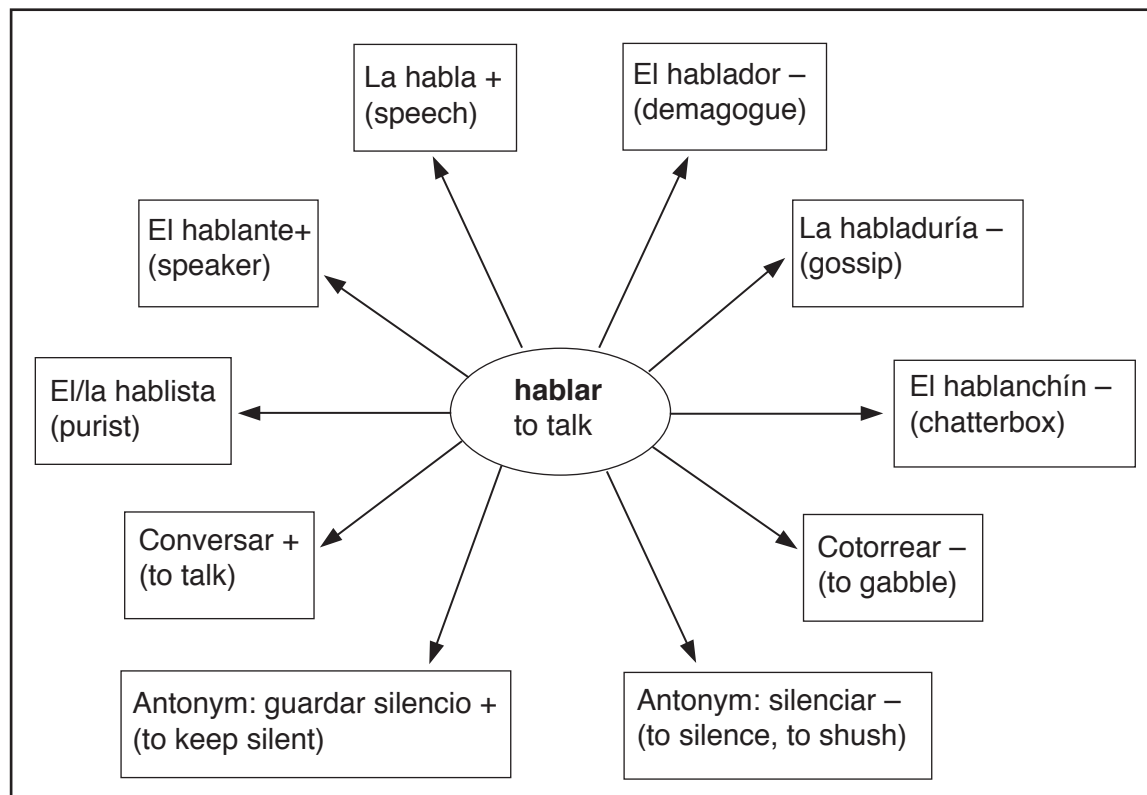 La habla +
(speech)
El hablador –
(demagogue)
El hablante+
(speaker)
La habladuría –
(gossip)
El/la hablista
(purist)
hablar
to talk
El hablanchín –
(chatterbox)
Conversar +
(to talk)
Cotorrear –
(to gabble)
Antonym: guardar silencio +
(to keep silent)
Antonym: silenciar –
(to silence, to shush)